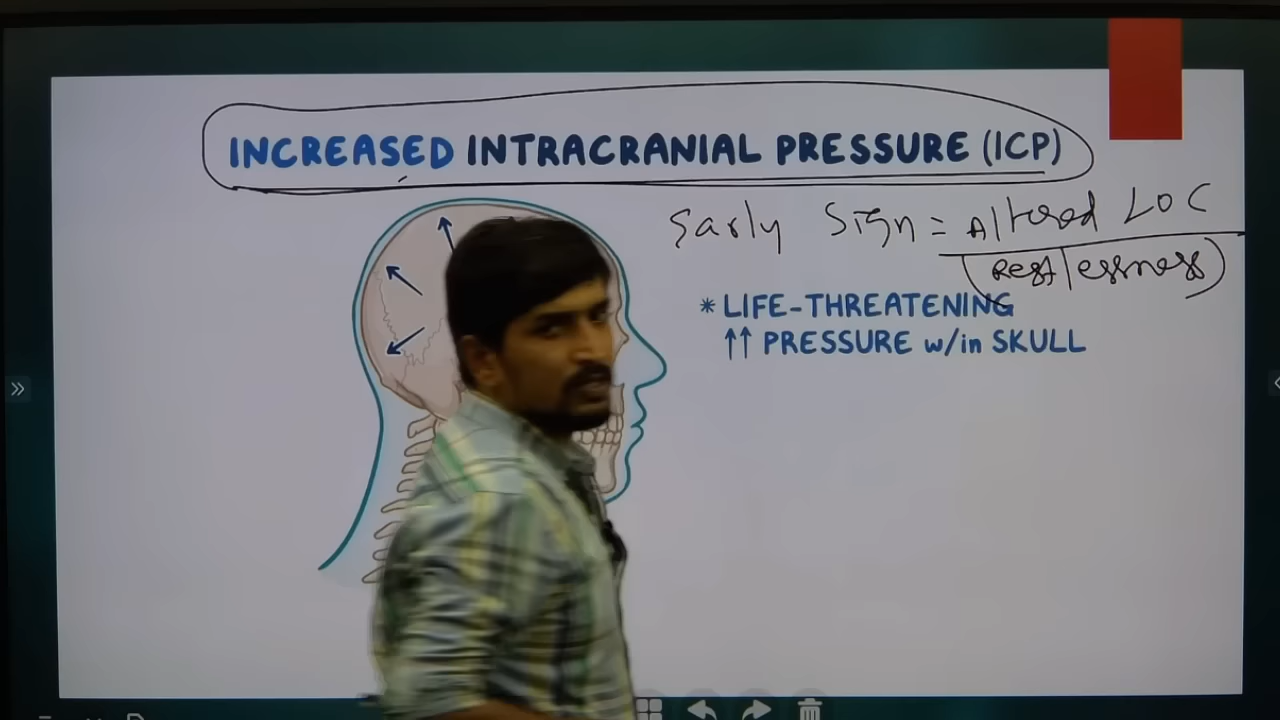 INCREASED INTRACRANIAL PRESSURE (ICP)
Early Sign = Altered LOC
(Restlessness)
* LIFE-THREATENING
↑↑ PRESSURE w/in SKULL